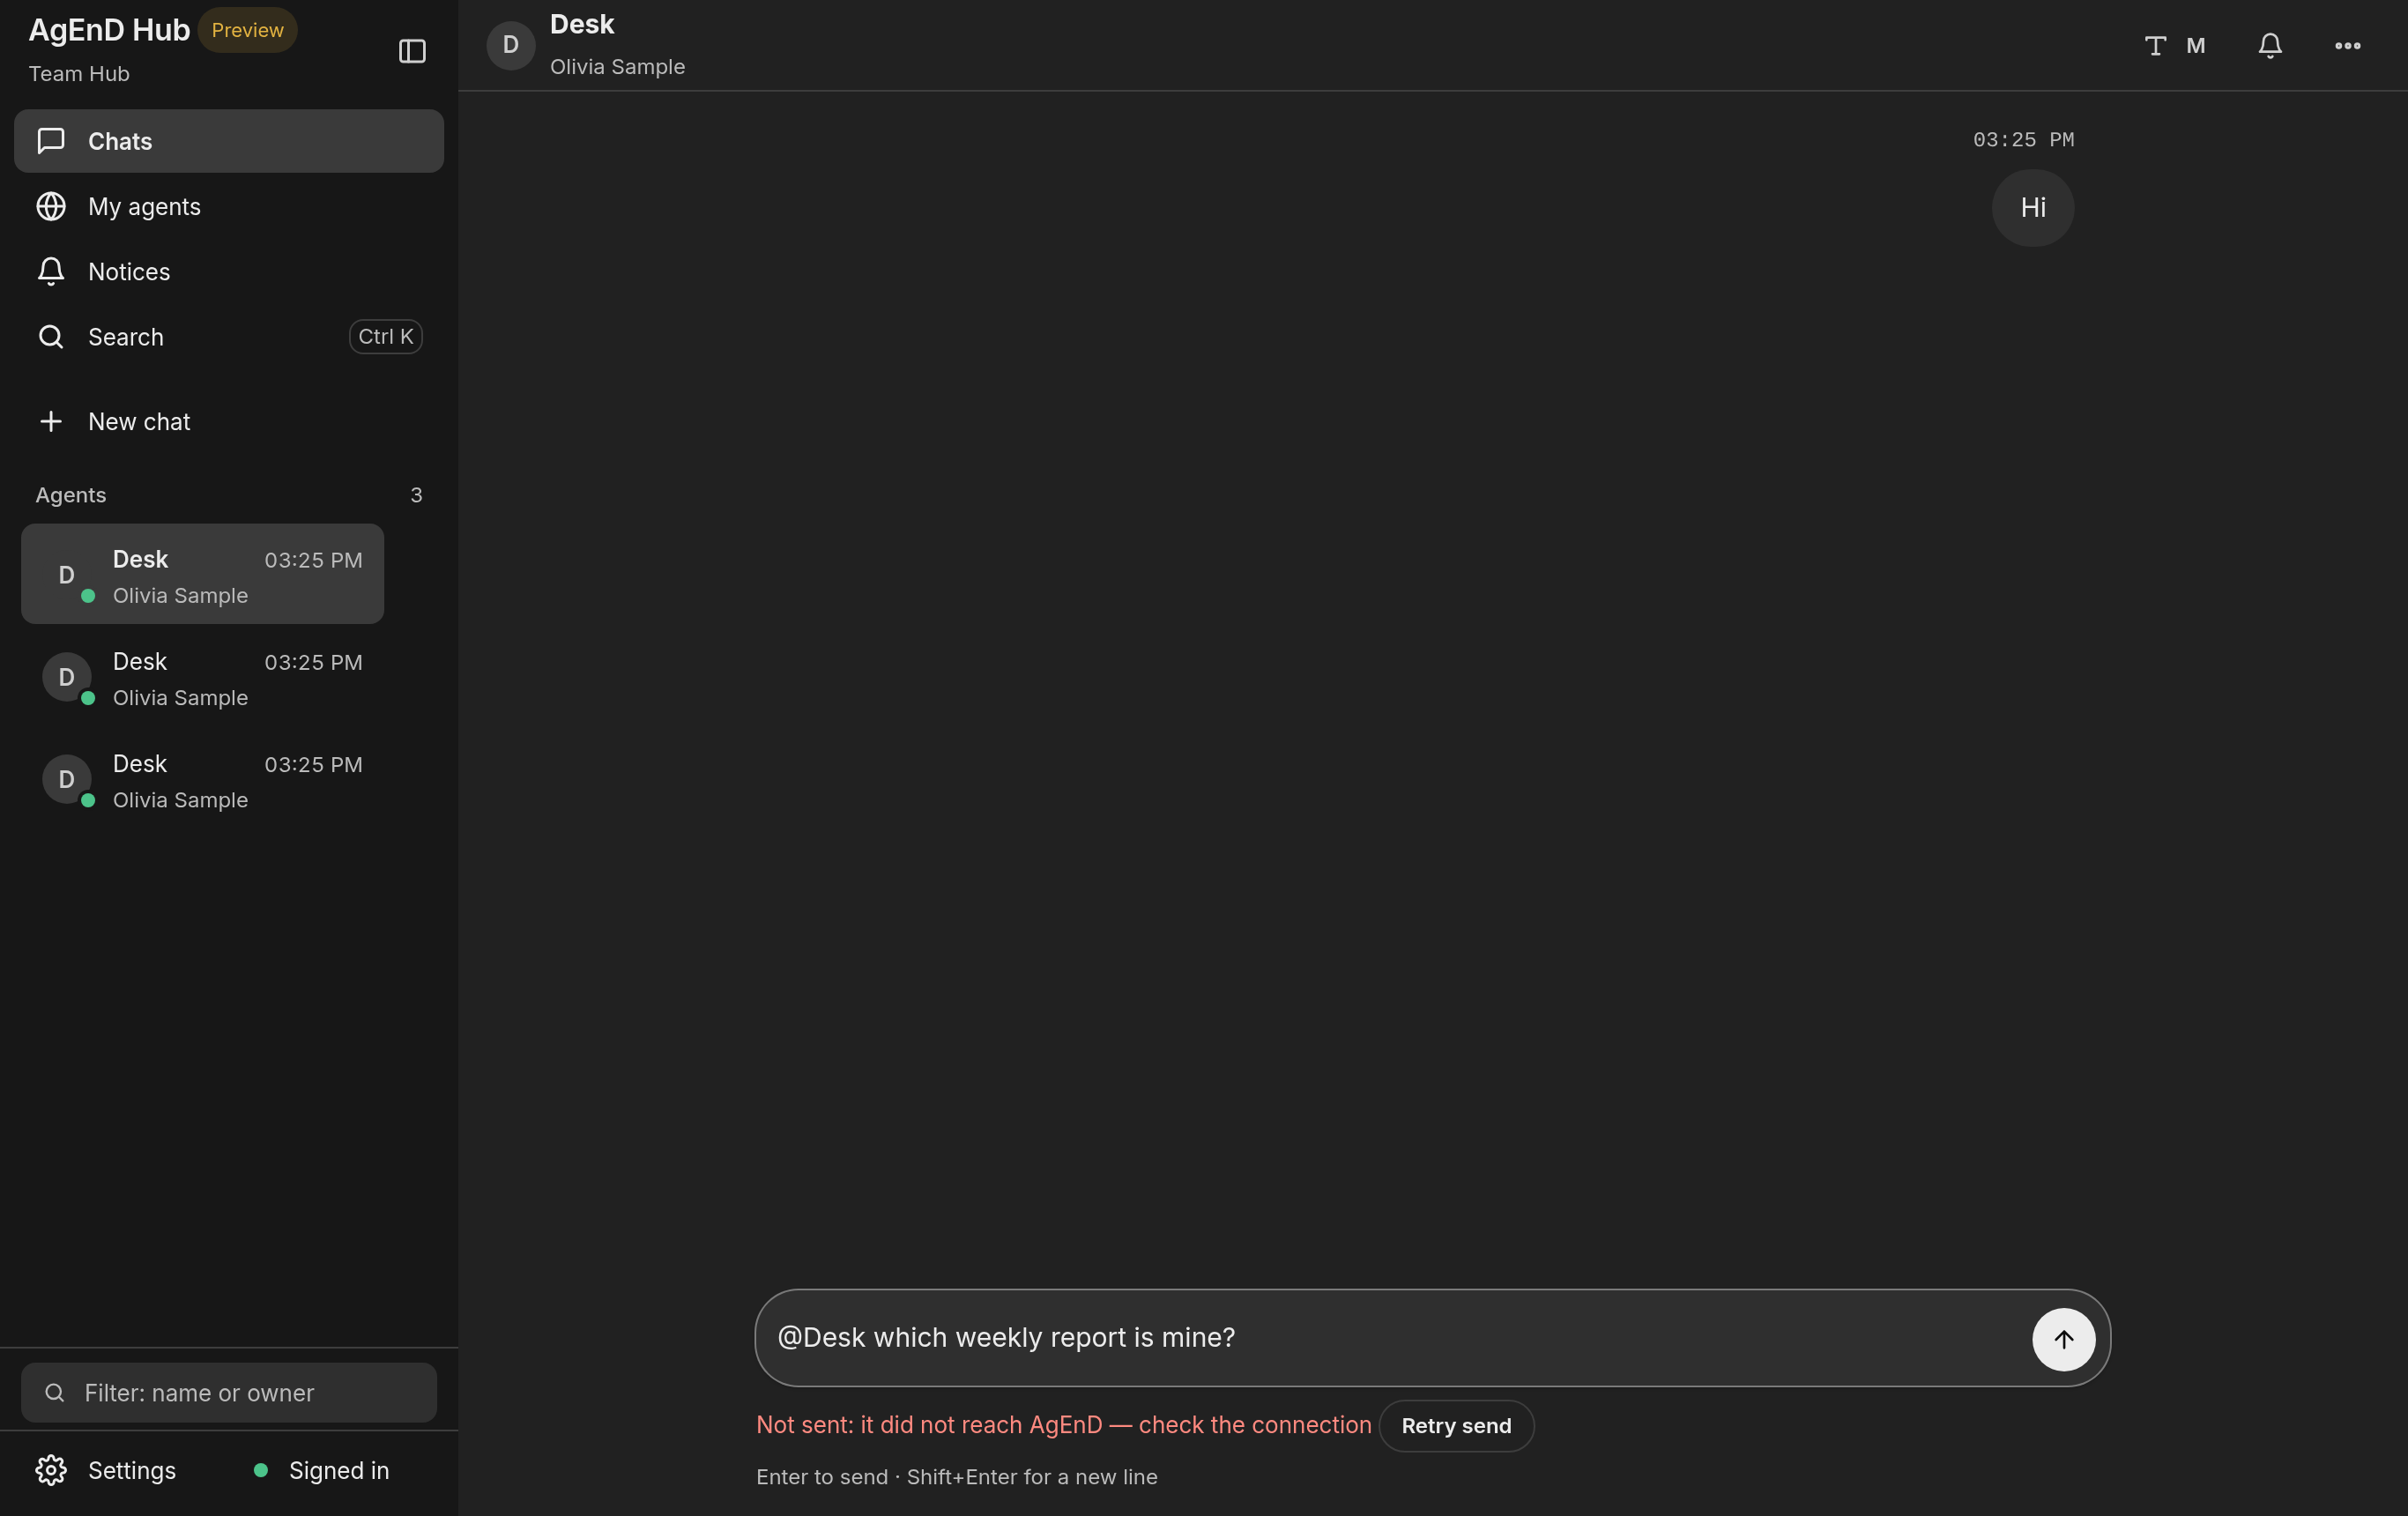 AgEnD Hub Preview
Team Hub
Chats
My agents
Notices
Search Ctrl K
New chat
Agents 3
D Desk 03:25 PM
Olivia Sample
D Desk 03:25 PM
Olivia Sample
D Desk 03:25 PM
Olivia Sample
Filter: name or owner
Settings Signed in
D Desk
Olivia Sample
M
03:25 PM
Hi
@Desk which weekly report is mine?
Not sent: it did not reach AgEnD — check the connection Retry send
Enter to send · Shift+Enter for a new line